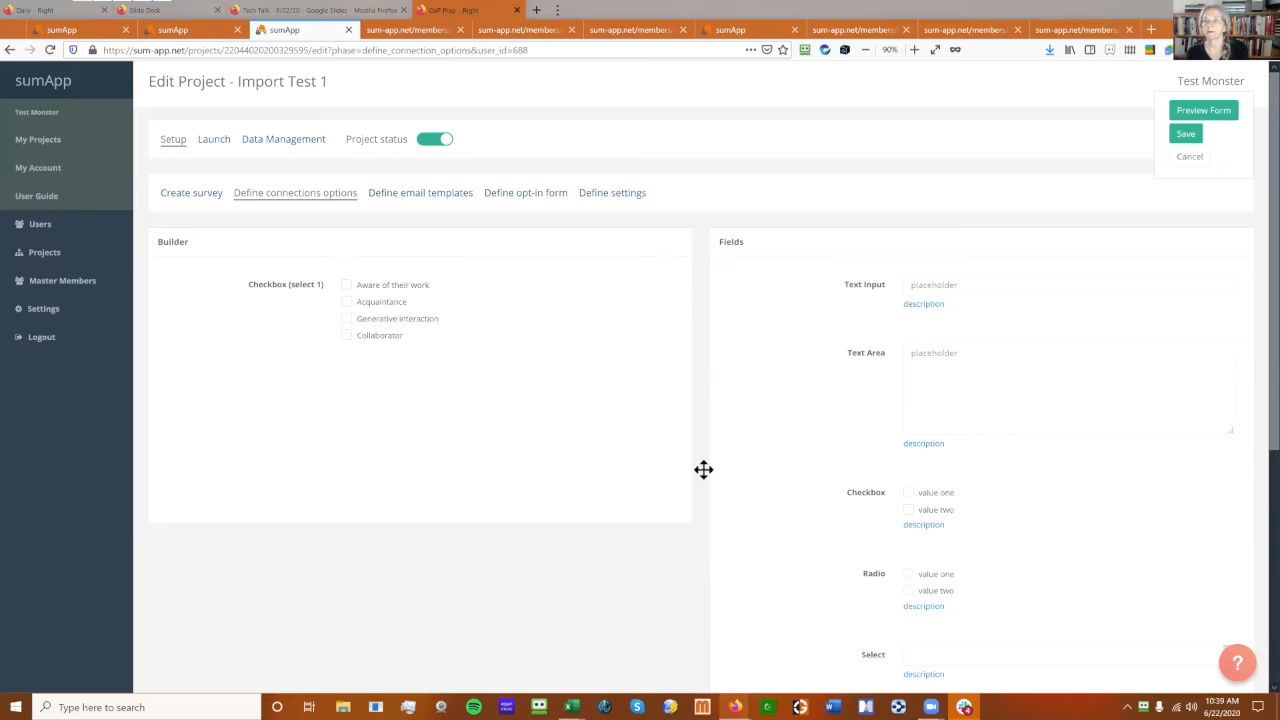 Daily - Right
Slide Deck
Tech Talk - 6/22/20 - Google Slides - Mozilla Firefox
CoP Prep - Right
sumApp
sumApp
sumApp
sum-app.net/members/
sum-app.net/members/
sum-app.net/members/
sumApp
sum-app.net/members/
sum-app.net/members/
sum-app.net/members/
https://sum-app.net/projects/22044020200329595/edit?phase=define_connection_options&user_id=688
90%
sumApp
Edit Project - Import Test 1
Test Monster
Test Monster
My Projects
My Account
User Guide
Users
Projects
Master Members
Settings
Logout
Preview Form
Save
Cancel
Setup
Launch
Data Management
Project status
Create survey
Define connections options
Define email templates
Define opt-in form
Define settings
Builder
Checkbox (select 1)
Aware of their work
Acquaintance
Generative interaction
Collaborator
Fields
Text Input
placeholder
description
Text Area
placeholder
description
Checkbox
value one
value two
description
Radio
value one
value two
description
Select
description
?
Type here to search
10:39 AM
6/22/2020